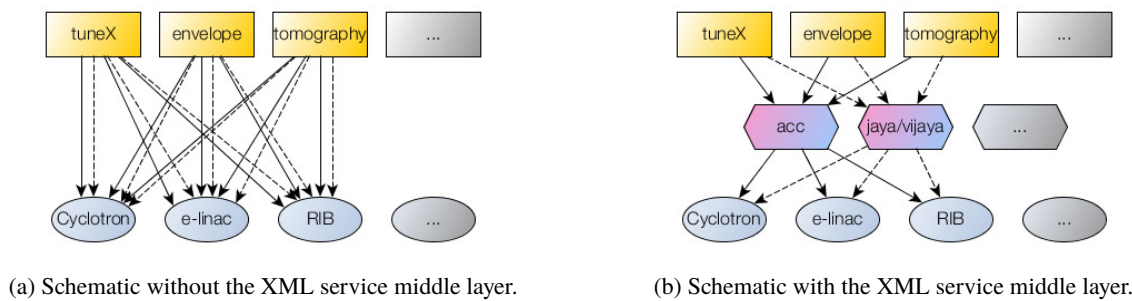 tuneX envelope tomography ...
acc jaya/vijaya ...
Cyclotron e-linac RIB ...
(a) Schematic without the XML service middle layer.
tuneX envelope tomography ...
Cyclotron e-linac RIB ...
(b) Schematic with the XML service middle layer.